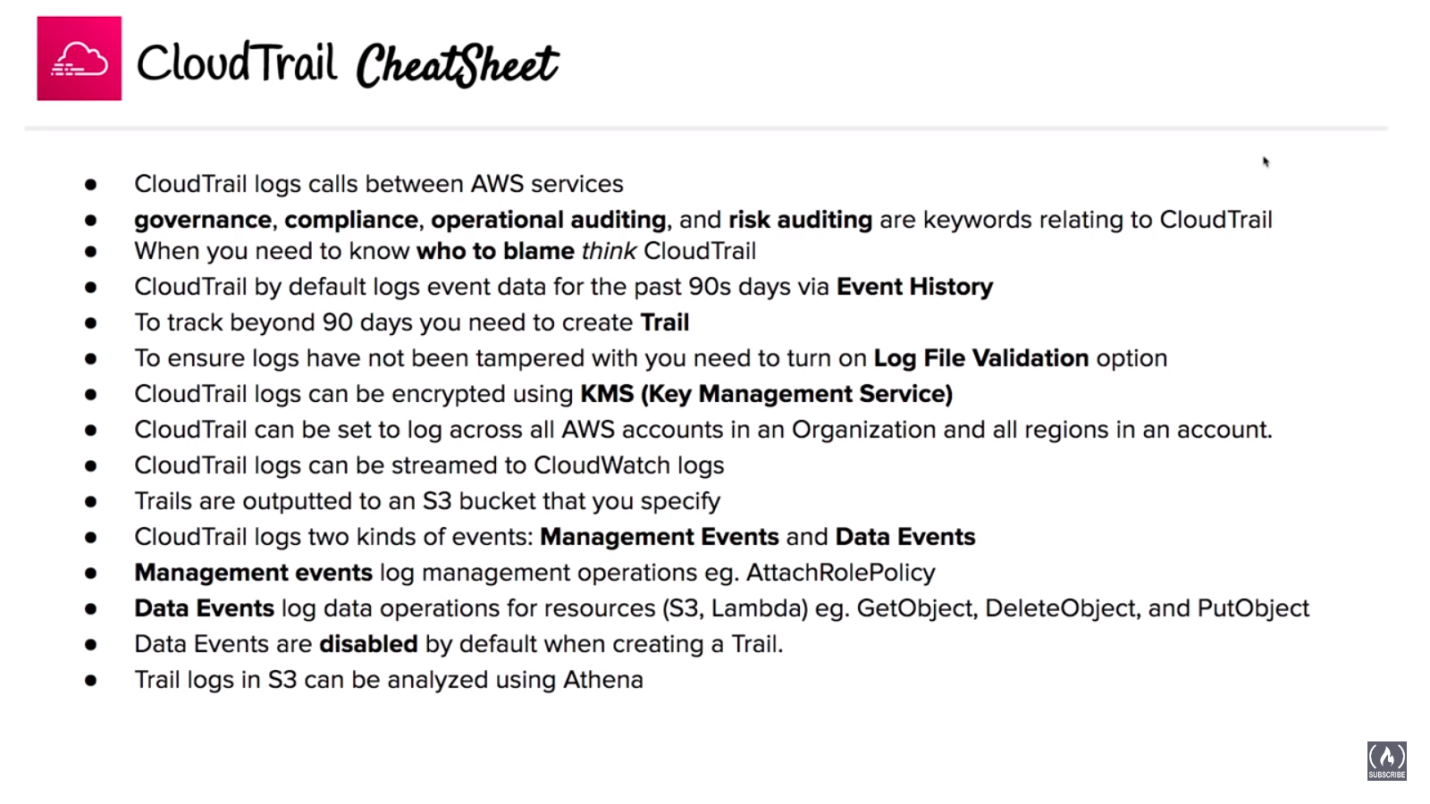 CloudTrail CheatSheet
● CloudTrail logs calls between AWS services
● governance, compliance, operational auditing, and risk auditing are keywords relating to CloudTrail
● When you need to know who to blame think CloudTrail
● CloudTrail by default logs event data for the past 90s days via Event History
● To track beyond 90 days you need to create Trail
● To ensure logs have not been tampered with you need to turn on Log File Validation option
● CloudTrail logs can be encrypted using KMS (Key Management Service)
● CloudTrail can be set to log across all AWS accounts in an Organization and all regions in an account.
● CloudTrail logs can be streamed to CloudWatch logs
● Trails are outputted to an S3 bucket that you specify
● CloudTrail logs two kinds of events: Management Events and Data Events
● Management events log management operations eg. AttachRolePolicy
● Data Events log data operations for resources (S3, Lambda) eg. GetObject, DeleteObject, and PutObject
● Data Events are disabled by default when creating a Trail.
● Trail logs in S3 can be analyzed using Athena
SUBSCRIBE